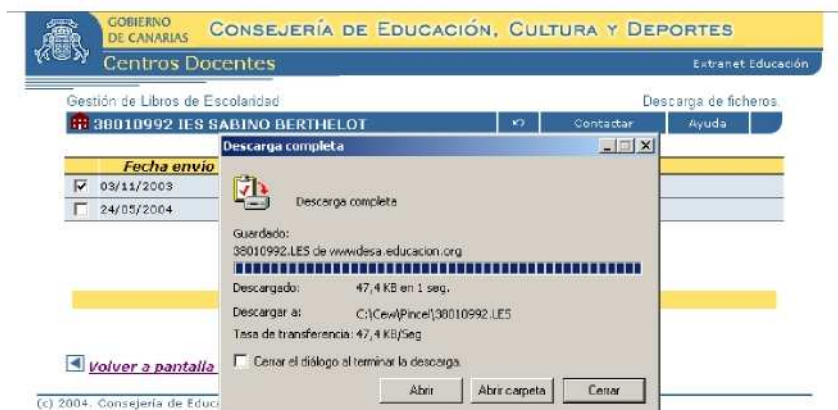 GOBIERNO
DE CANARIAS
CONSEJERÍA DE EDUCACIÓN, CULTURA Y DEPORTES
Centros Docentes
Extranet Educación
Gestión de Libros de Escolaridad
Descarga de ficheros.
38010992 IES SABINO BERTHELOT
Contactar
Ayuda
Descarga completa
Fecha envío
03/11/2003
24/05/2004
Descarga completa
Guardado:
38010992.LES de wwwdesa.educacion.org
Descargado: 47,4 KB en 1 seg.
Descargar a: C:\Cewl\Pincel\38010992.LES
Tasa de transferencia: 47,4 KB/Seg
Cerrar el diálogo al terminar la descarga.
Abrir
Abrir carpeta
Cerrar
Volver a pantalla
(c) 2004. Consejería de Educ